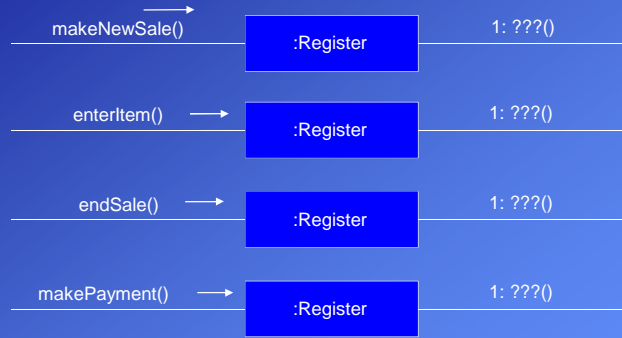 makeNewSale() :Register 1: ???()
enterItem() :Register 1: ???()
endSale() :Register 1: ???()
makePayment() :Register 1: ???()